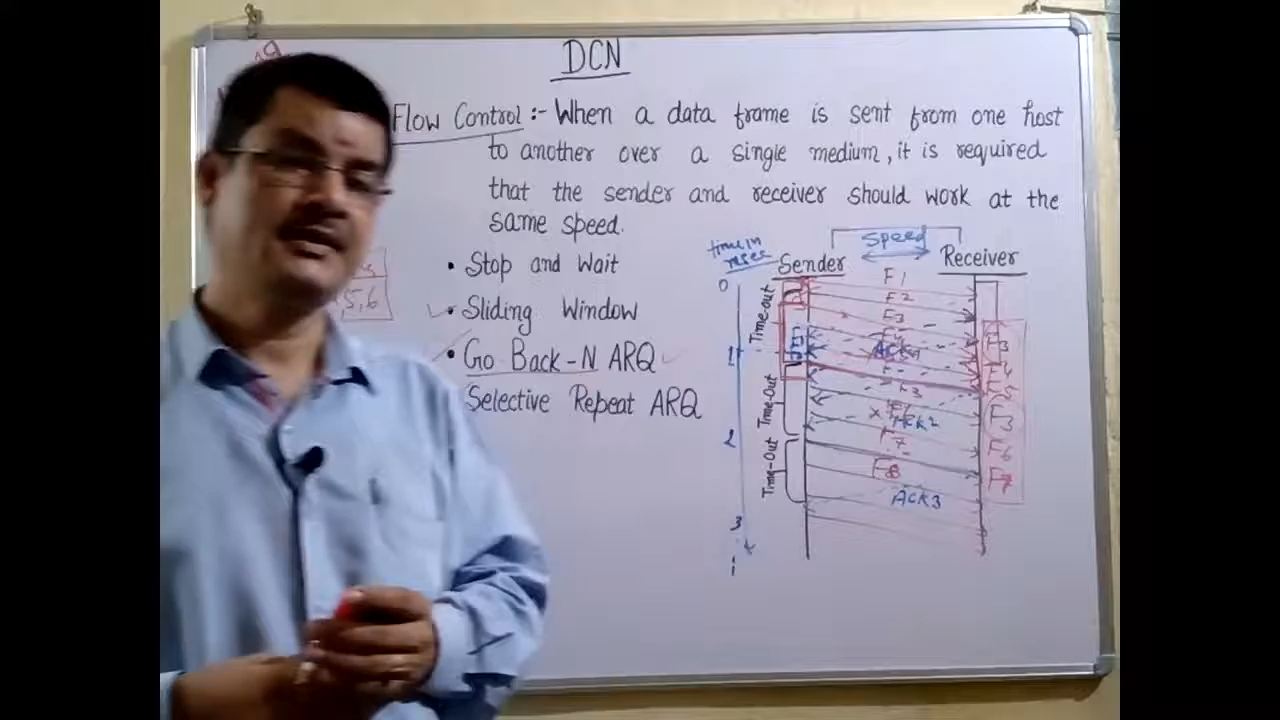 DCN
Flow Control :- When a data frame is sent from one host
to another over a single medium, it is required
that the sender and receiver should work at the
same speed.
• Stop and Wait
• Sliding Window
• Go Back-N ARQ
Selective Repeat ARQ
5,6
time in
Speed
Sender
Receiver
0
1
2
3
Time-out
Time-Out
Time-Out
F1
F2
F3
ACK2
F7
F8
ACK3
F3
F3
F6
F7